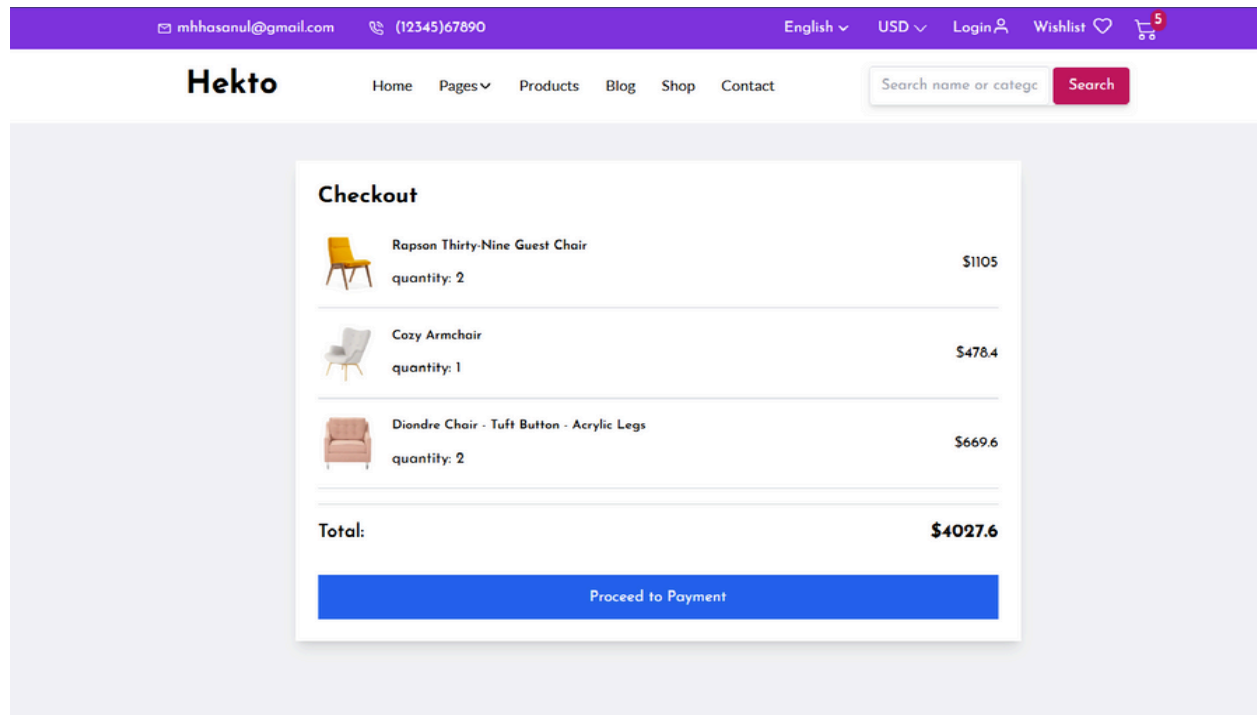 mhhasanul@gmail.com (12345)67890 English USD Login Wishlist 5
Hekto Home Pages Products Blog Shop Contact Search name or categc Search
Checkout
Rapson Thirty-Nine Guest Chair
quantity: 2
$1105
Cozy Armchair
quantity: 1
$478.4
Diondre Chair - Tuft Button - Acrylic Legs
quantity: 2
$669.6
Total: $4027.6
Proceed to Payment